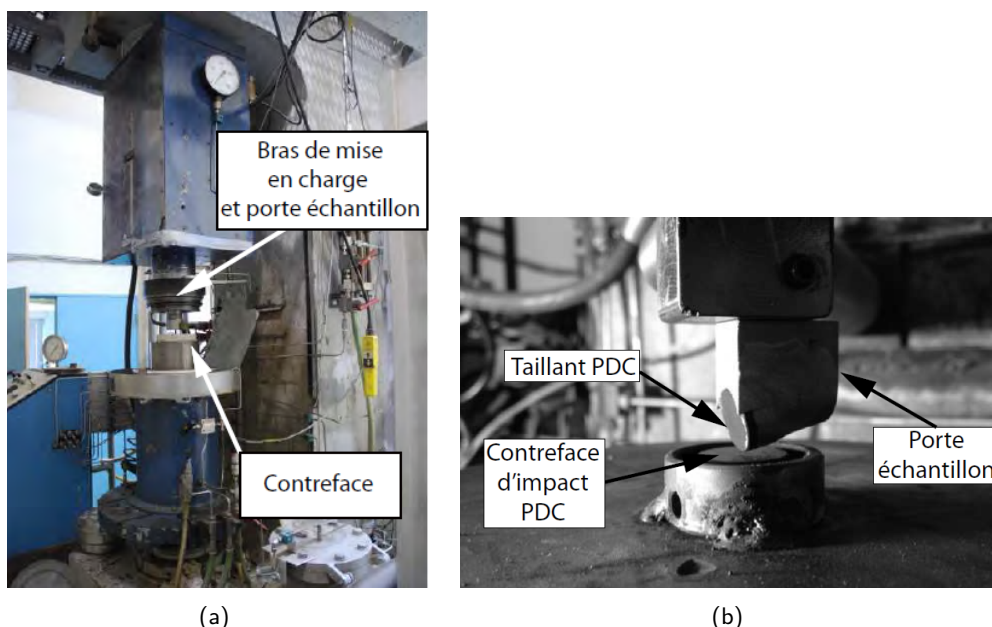 Bras de mise
en charge
et porte échantillon
Contreface
Taillant PDC
Contreface
d'impact
PDC
Porte
échantillon
(a)
(b)